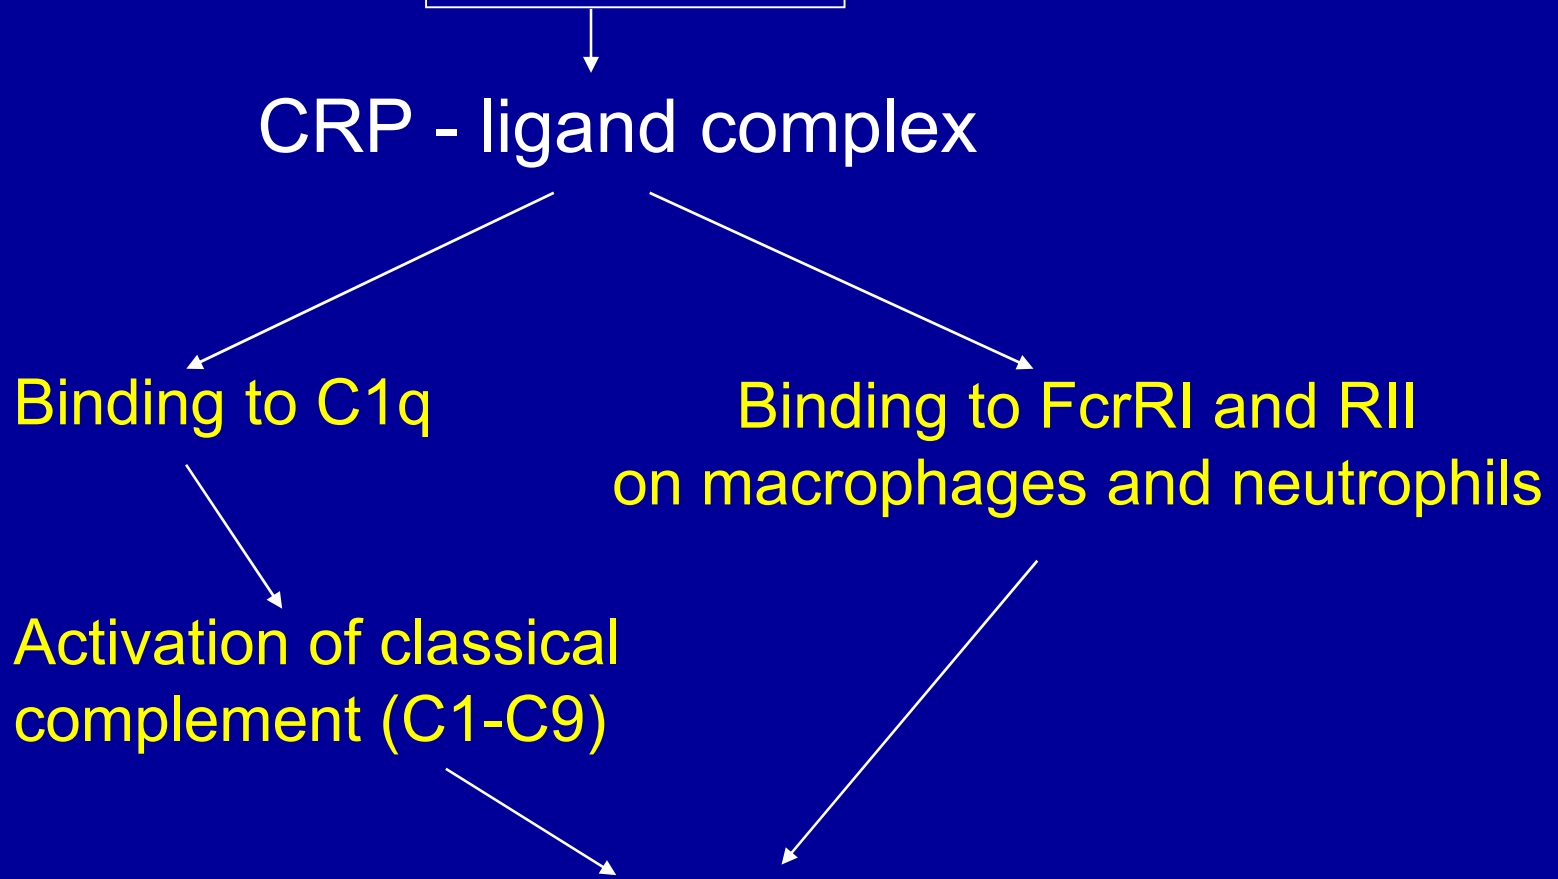 CRP - ligand complex
Binding to C1q
Binding to FcrRI and RII
on macrophages and neutrophils
Activation of classical
complement (C1-C9)